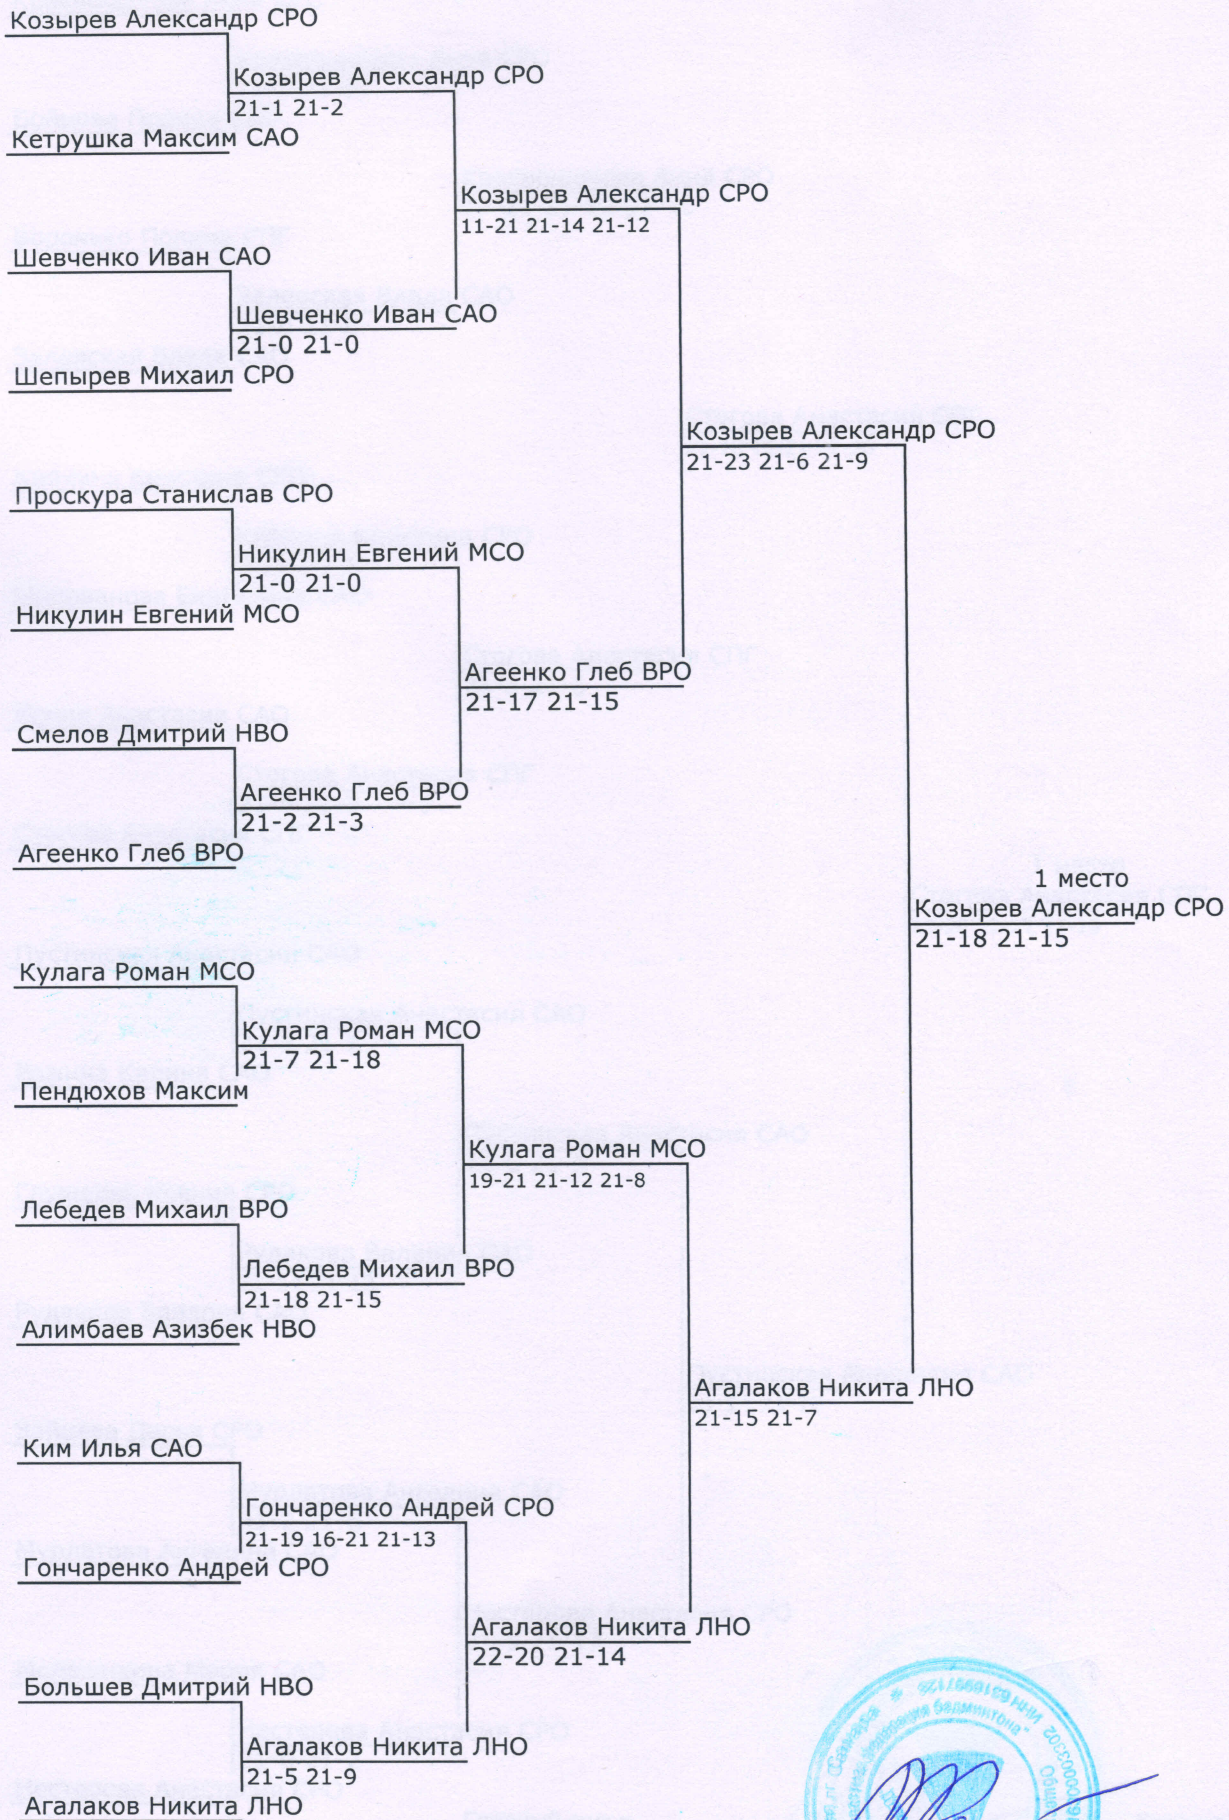 Козырев Александр СРО
Козырев Александр СРО
21-1 21-2
Кетрушка Максим САО
Козырев Александр СРО
11-21 21-14 21-12
Шевченко Иван САО
Шевченко Иван САО
21-0 21-0
Шепырев Михаил СРО
Козырев Александр СРО
21-23 21-6 21-9
Проскура Станислав СРО
Никулин Евгений МСО
21-0 21-0
Никулин Евгений МСО
Агеенко Глеб ВРО
21-17 21-15
Смелов Дмитрий НВО
Агеенко Глеб ВРО
21-2 21-3
Агеенко Глеб ВРО
1 место
Козырев Александр СРО
21-18 21-15
Кулага Роман МСО
Кулага Роман МСО
21-7 21-18
Пендюхов Максим
Кулага Роман МСО
19-21 21-12 21-8
Лебедев Михаил ВРО
Лебедев Михаил ВРО
21-18 21-15
Алимбаев Азизбек НВО
Агалаков Никита ЛНО
21-15 21-7
Ким Илья САО
Гончаренко Андрей СРО
21-19 16-21 21-13
Гончаренко Андрей СРО
Агалаков Никита ЛНО
22-20 21-14
Большев Дмитрий НВО
Агалаков Никита ЛНО
21-5 21-9
Агалаков Никита ЛНО
бадминтона"